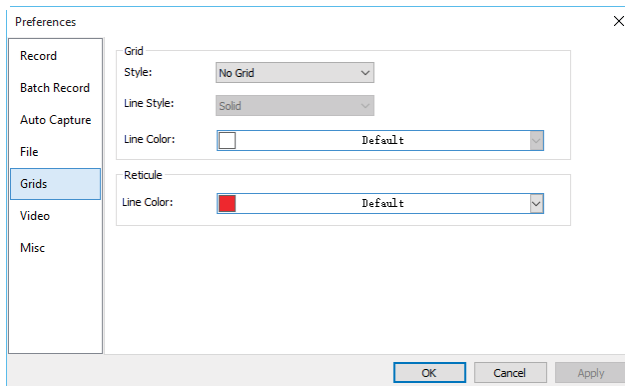 Preferences
Record
Batch Record
Auto Capture
File
Grids
Video
Misc
Grid
Style: No Grid
Line Style: Solid
Line Color: Default
Reticule
Line Color: Default
OK Cancel Apply